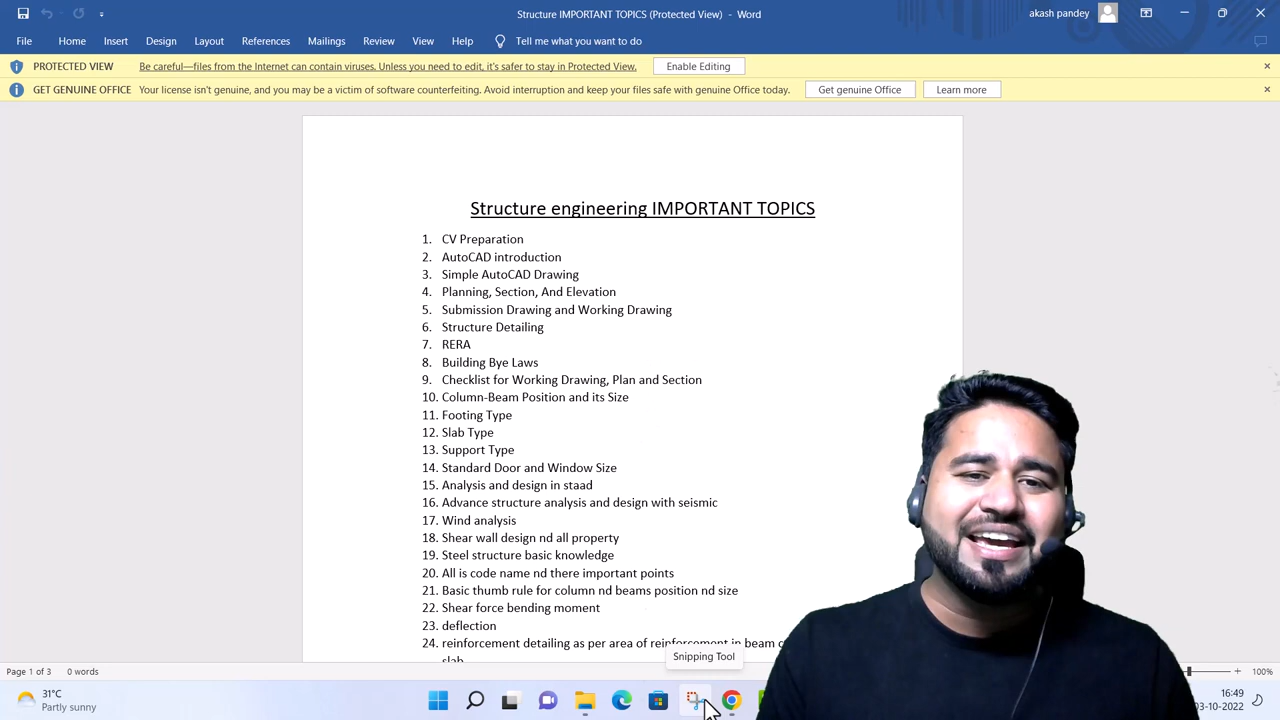 Structure IMPORTANT TOPICS (Protected View) - Word
akash pandey
File Home Insert Design Layout References Mailings Review View Help Tell me what you want to do
PROTECTED VIEW Be careful—files from the Internet can contain viruses. Unless you need to edit, it's safer to stay in Protected View. Enable Editing
GET GENUINE OFFICE Your license isn't genuine, and you may be a victim of software counterfeiting. Avoid interruption and keep your files safe with genuine Office today. Get genuine Office Learn more
Structure engineering IMPORTANT TOPICS
1. CV Preparation
2. AutoCAD introduction
3. Simple AutoCAD Drawing
4. Planning, Section, And Elevation
5. Submission Drawing and Working Drawing
6. Structure Detailing
7. RERA
8. Building Bye Laws
9. Checklist for Working Drawing, Plan and Section
10. Column-Beam Position and its Size
11. Footing Type
12. Slab Type
13. Support Type
14. Standard Door and Window Size
15. Analysis and design in staad
16. Advance structure analysis and design with seismic
17. Wind analysis
18. Shear wall design nd all property
19. Steel structure basic knowledge
20. All is code name nd there important points
21. Basic thumb rule for column nd beams position nd size
22. Shear force bending moment
23. deflection
24. reinforcement detailing as per area of reinforcement in beam
slab
Snipping Tool
Page 1 of 3 0 words
100%
31°C
Partly sunny
16:49
03-10-2022